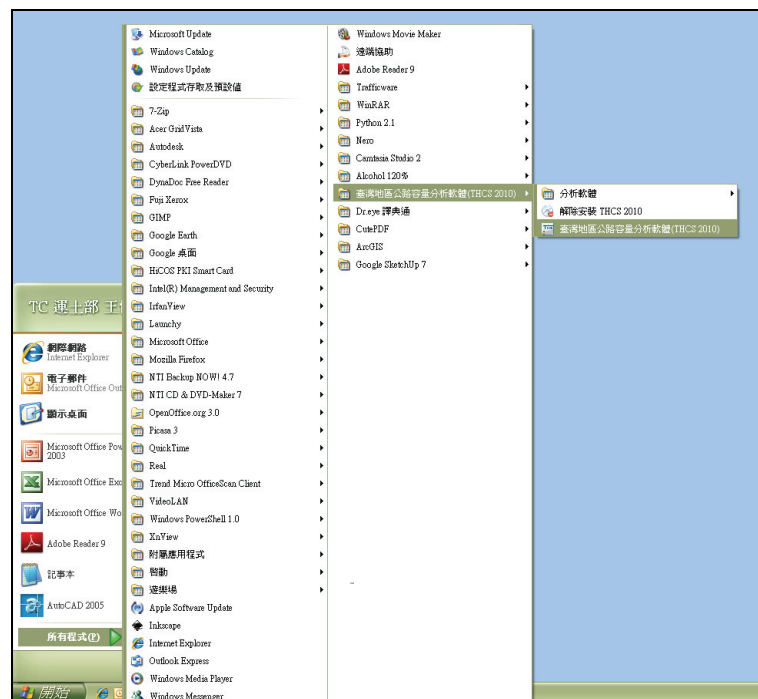 TC 運土部 王
網際網路
Internet Explorer
電子郵件
Microsoft Office Out
顯示桌面
Microsoft Office Pow
2003
Microsoft Office Exc
Microsoft Office Wo
Adobe Reader 9
記事本
AutoCAD 2005
所有程式(P)
開始
Microsoft Update
Windows Catalog
Windows Update
設定程式存取及預設值
7-Zip
Acer GridVista
Autodesk
CyberLink PowerDVD
DynaDoc Free Reader
Fuji Xerox
GIMP
Google Earth
Google 桌面
HiCOS PKI Smart Card
Intel(R) Management and Security
IrfanView
Launchy
Microsoft Office
Mozilla Firefox
NTI Backup NOW! 4.7
NTI CD & DVD-Maker 7
OpenOffice.org 3.0
Picasa 3
QuickTime
Real
Trend Micro OfficeScan Client
VideoLAN
Windows PowerShell 1.0
XnView
附屬應用程式
啟動
遊樂場
Apple Software Update
Inkscape
Internet Explorer
Outlook Express
Windows Media Player
Windows Messenger
Windows Movie Maker
遠端協助
Adobe Reader 9
Trafficware
WinRAR
Python 2.1
Nero
Camtasia Studio 2
Alcohol 120%
臺灣地區公路容量分析軟體(THCS 2010)
Dr.eye 譯典通
CutePDF
ArcGIS
Google SketchUp 7
分析軟體
解除安裝 THCS 2010
臺灣地區公路容量分析軟體(THCS 2010)